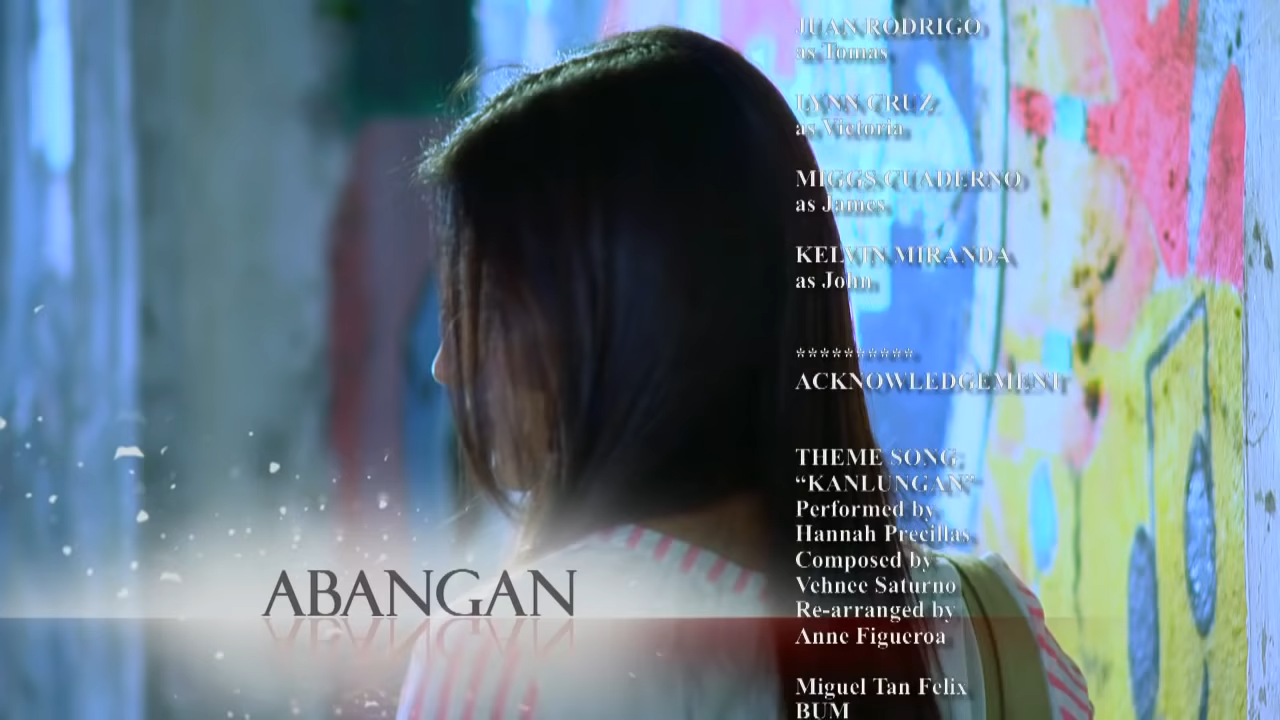 JUAN RODRIGO
as Tomas
LYNN CRUZ
as Victoria
MIGGS CUADERNO
as James
KELVIN MIRANDA
as John
**********
ACKNOWLEDGEMENT
THEME SONG:
“KANLUNGAN”
Performed by
Hannah Precillas
Composed by
Vehnee Saturno
Re-arranged by
Anne Figueroa
Miguel Tan Felix
BUM
ABANGAN